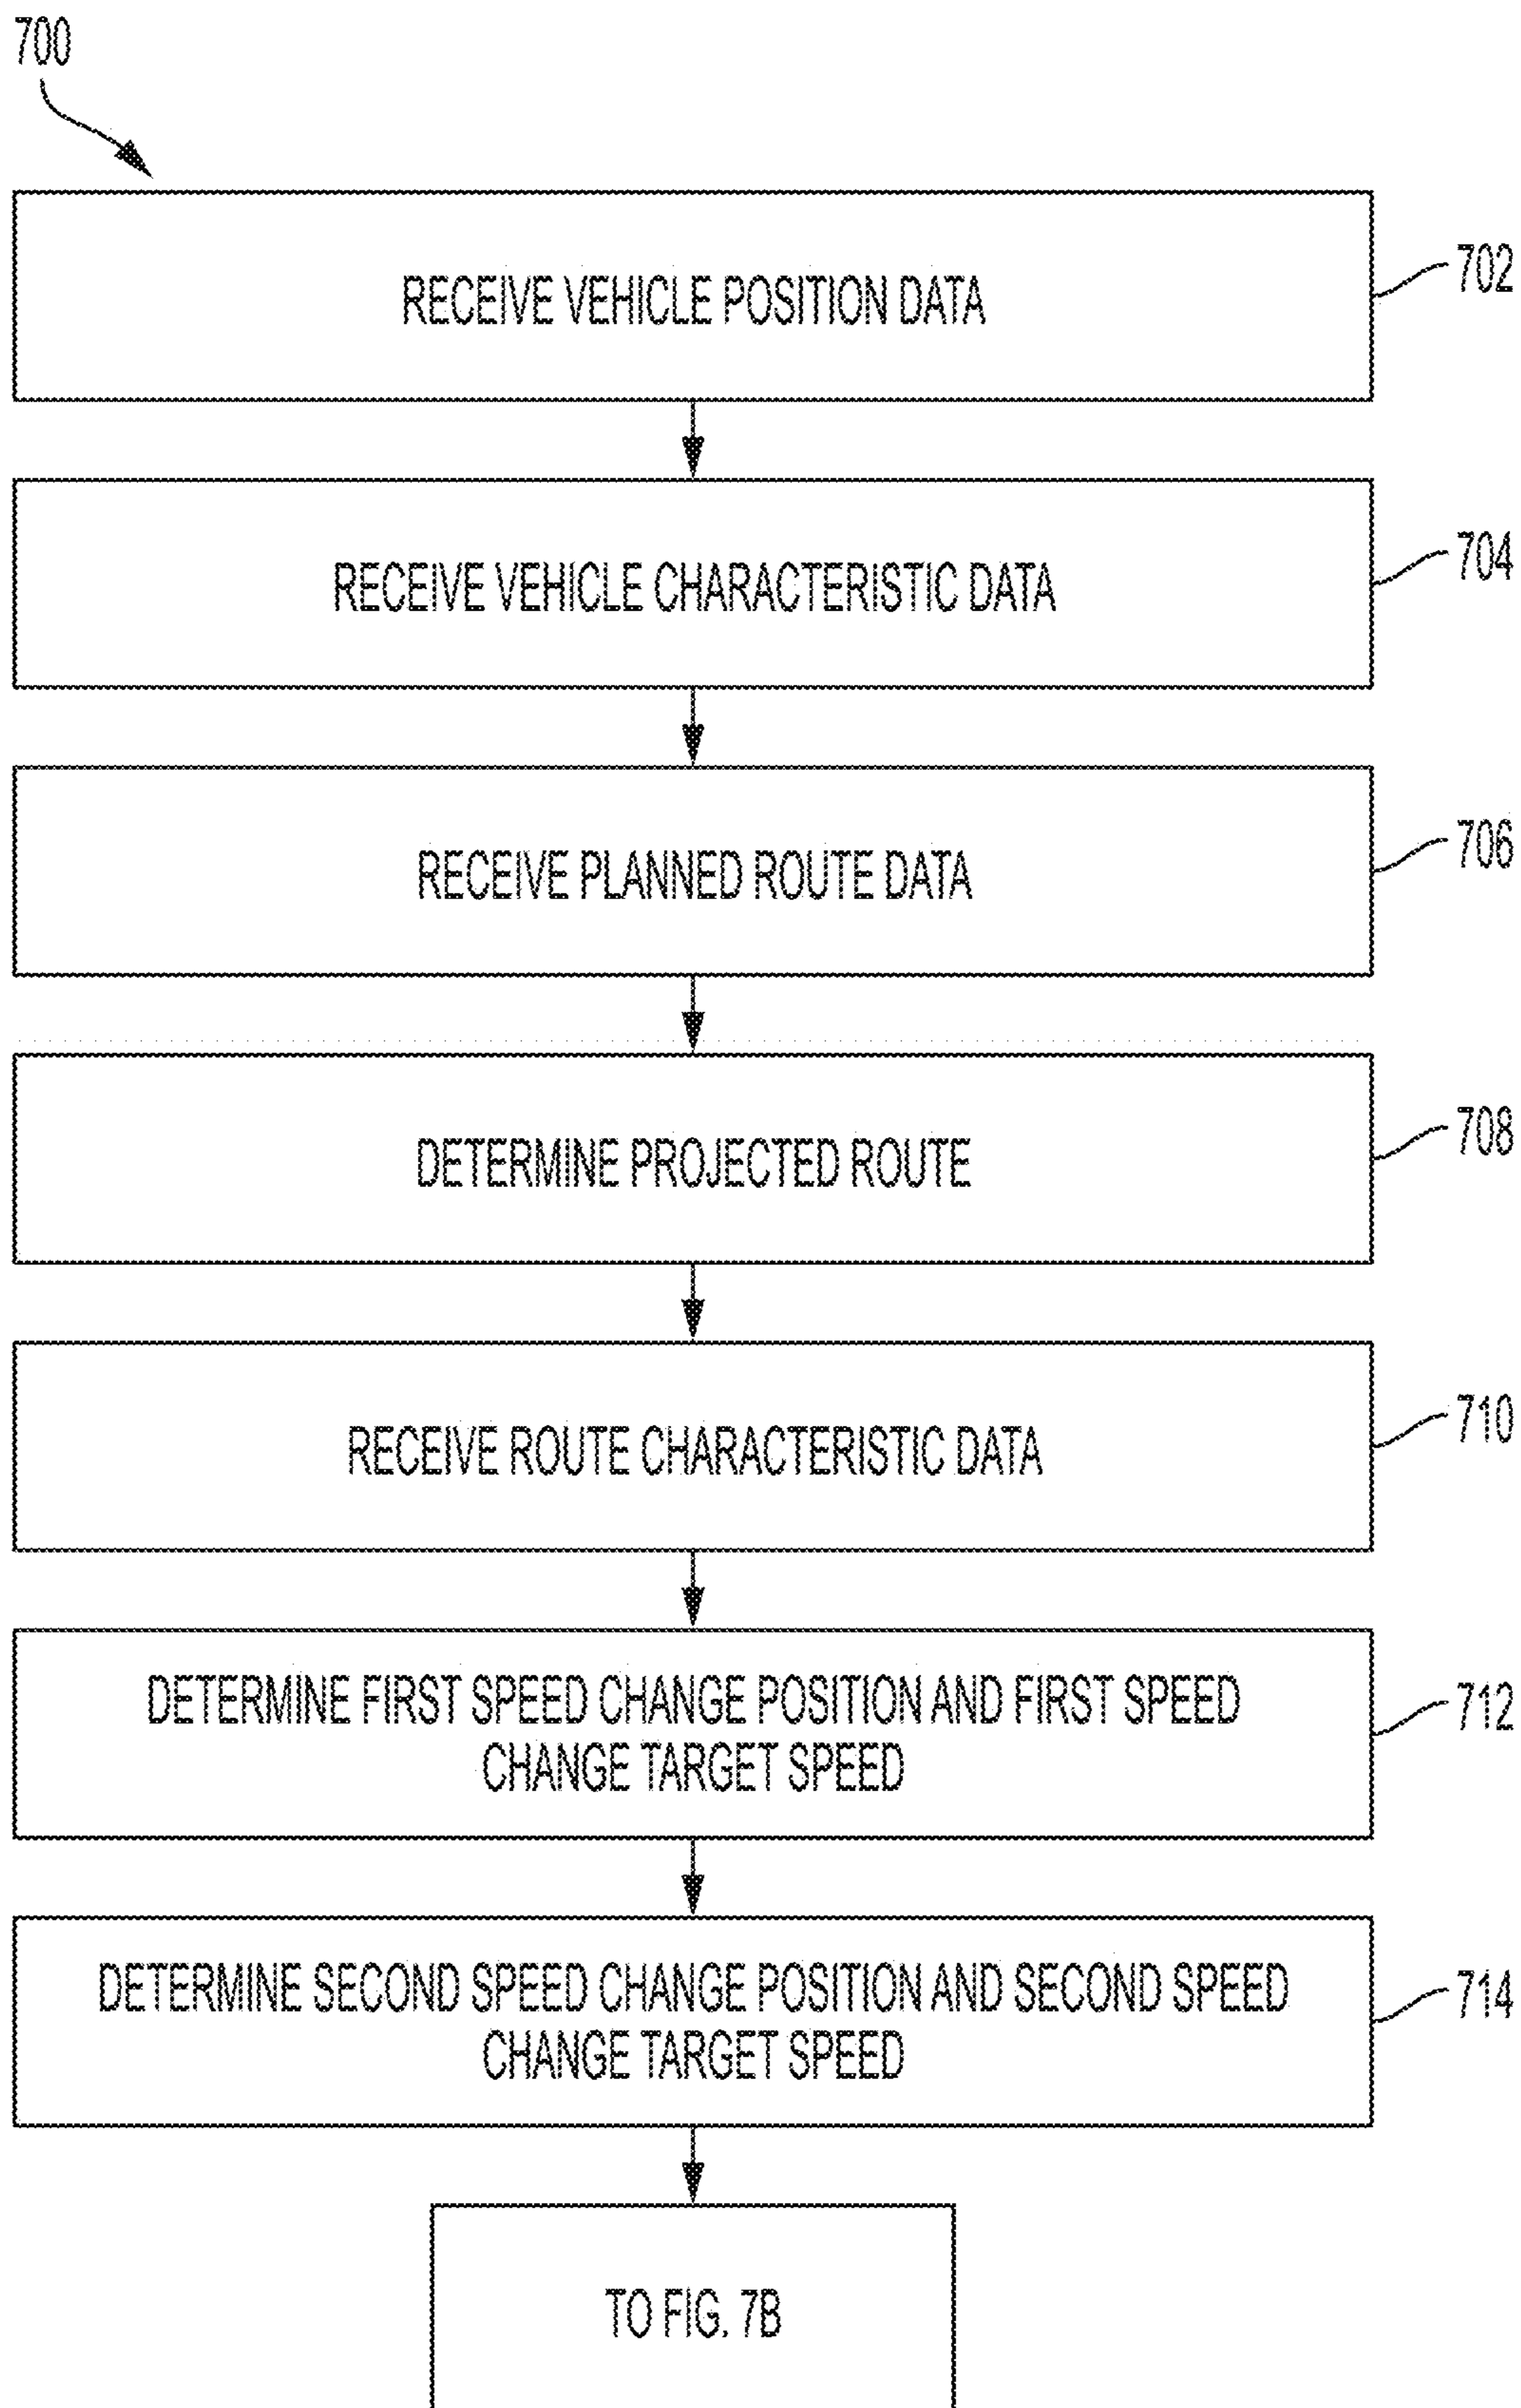 700
RECEIVE VEHICLE POSITION DATA
702
RECEIVE VEHICLE CHARACTERISTIC DATA
704
RECEIVE PLANNED ROUTE DATA
706
DETERMINE PROJECTED ROUTE
708
RECEIVE ROUTE CHARACTERISTIC DATA
710
DETERMINE FIRST SPEED CHANGE POSITION AND FIRST SPEED
CHANGE TARGET SPEED
712
DETERMINE SECOND SPEED CHANGE POSITION AND SECOND SPEED
CHANGE TARGET SPEED
714
TO FIG. 7B